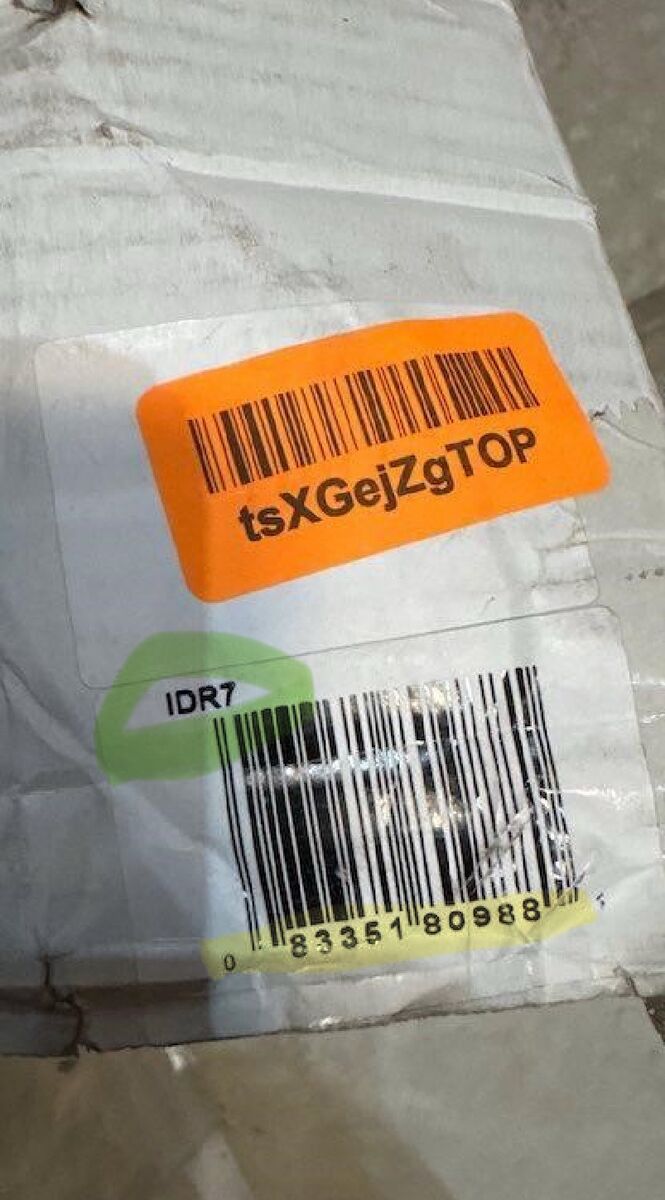 tsXGejZgTOP
IDR7
0 83351 80988